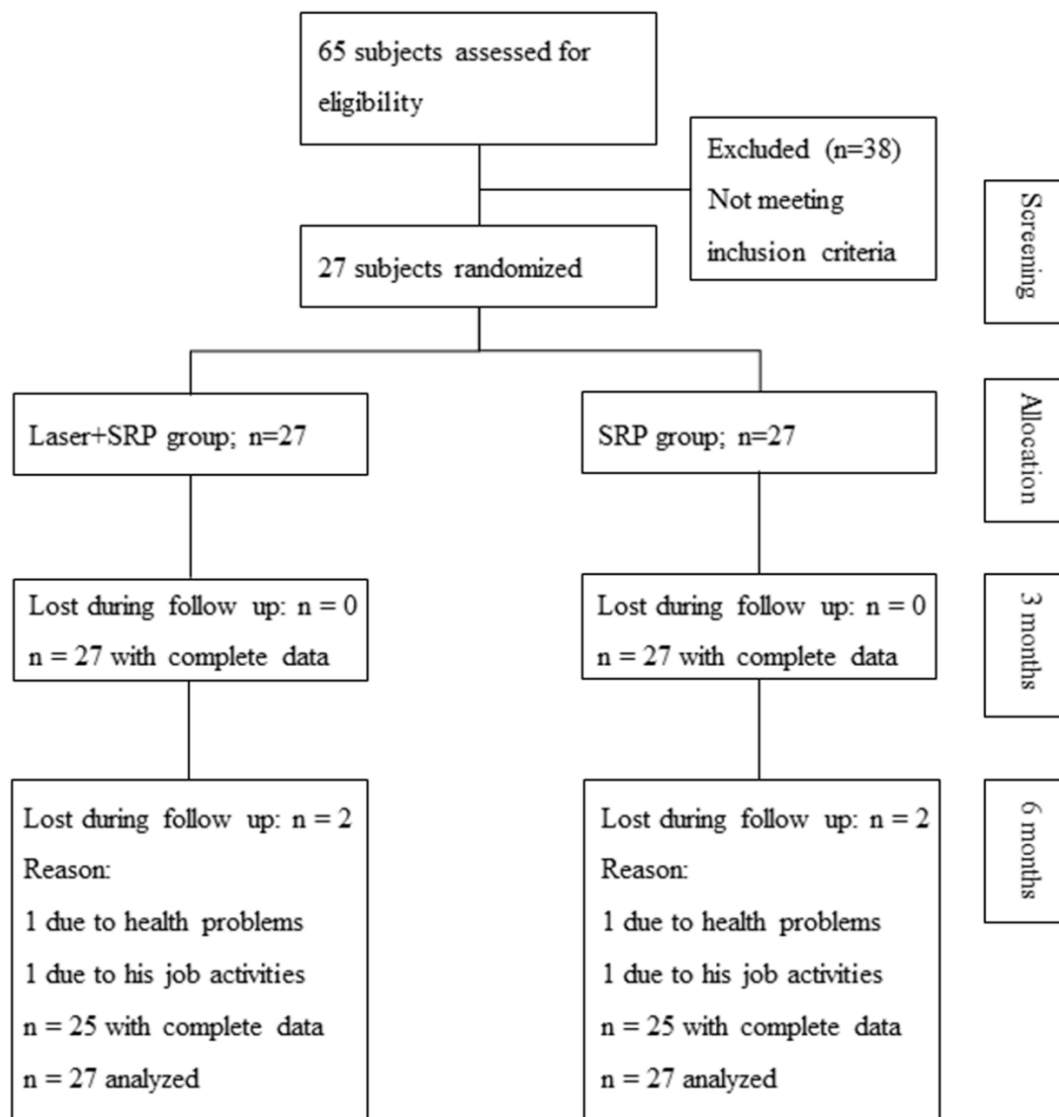 65 subjects assessed for
eligibility
Excluded (n=38)
Not meeting
inclusion criteria
Screening
27 subjects randomized
Laser+SRP group; n=27
SRP group; n=27
Allocation
Lost during follow up: n = 0
n = 27 with complete data
Lost during follow up: n = 0
n = 27 with complete data
3 months
Lost during follow up: n = 2
Reason:
1 due to health problems
1 due to his job activities
n = 25 with complete data
n = 27 analyzed
Lost during follow up: n = 2
Reason:
1 due to health problems
1 due to his job activities
n = 25 with complete data
n = 27 analyzed
6 months